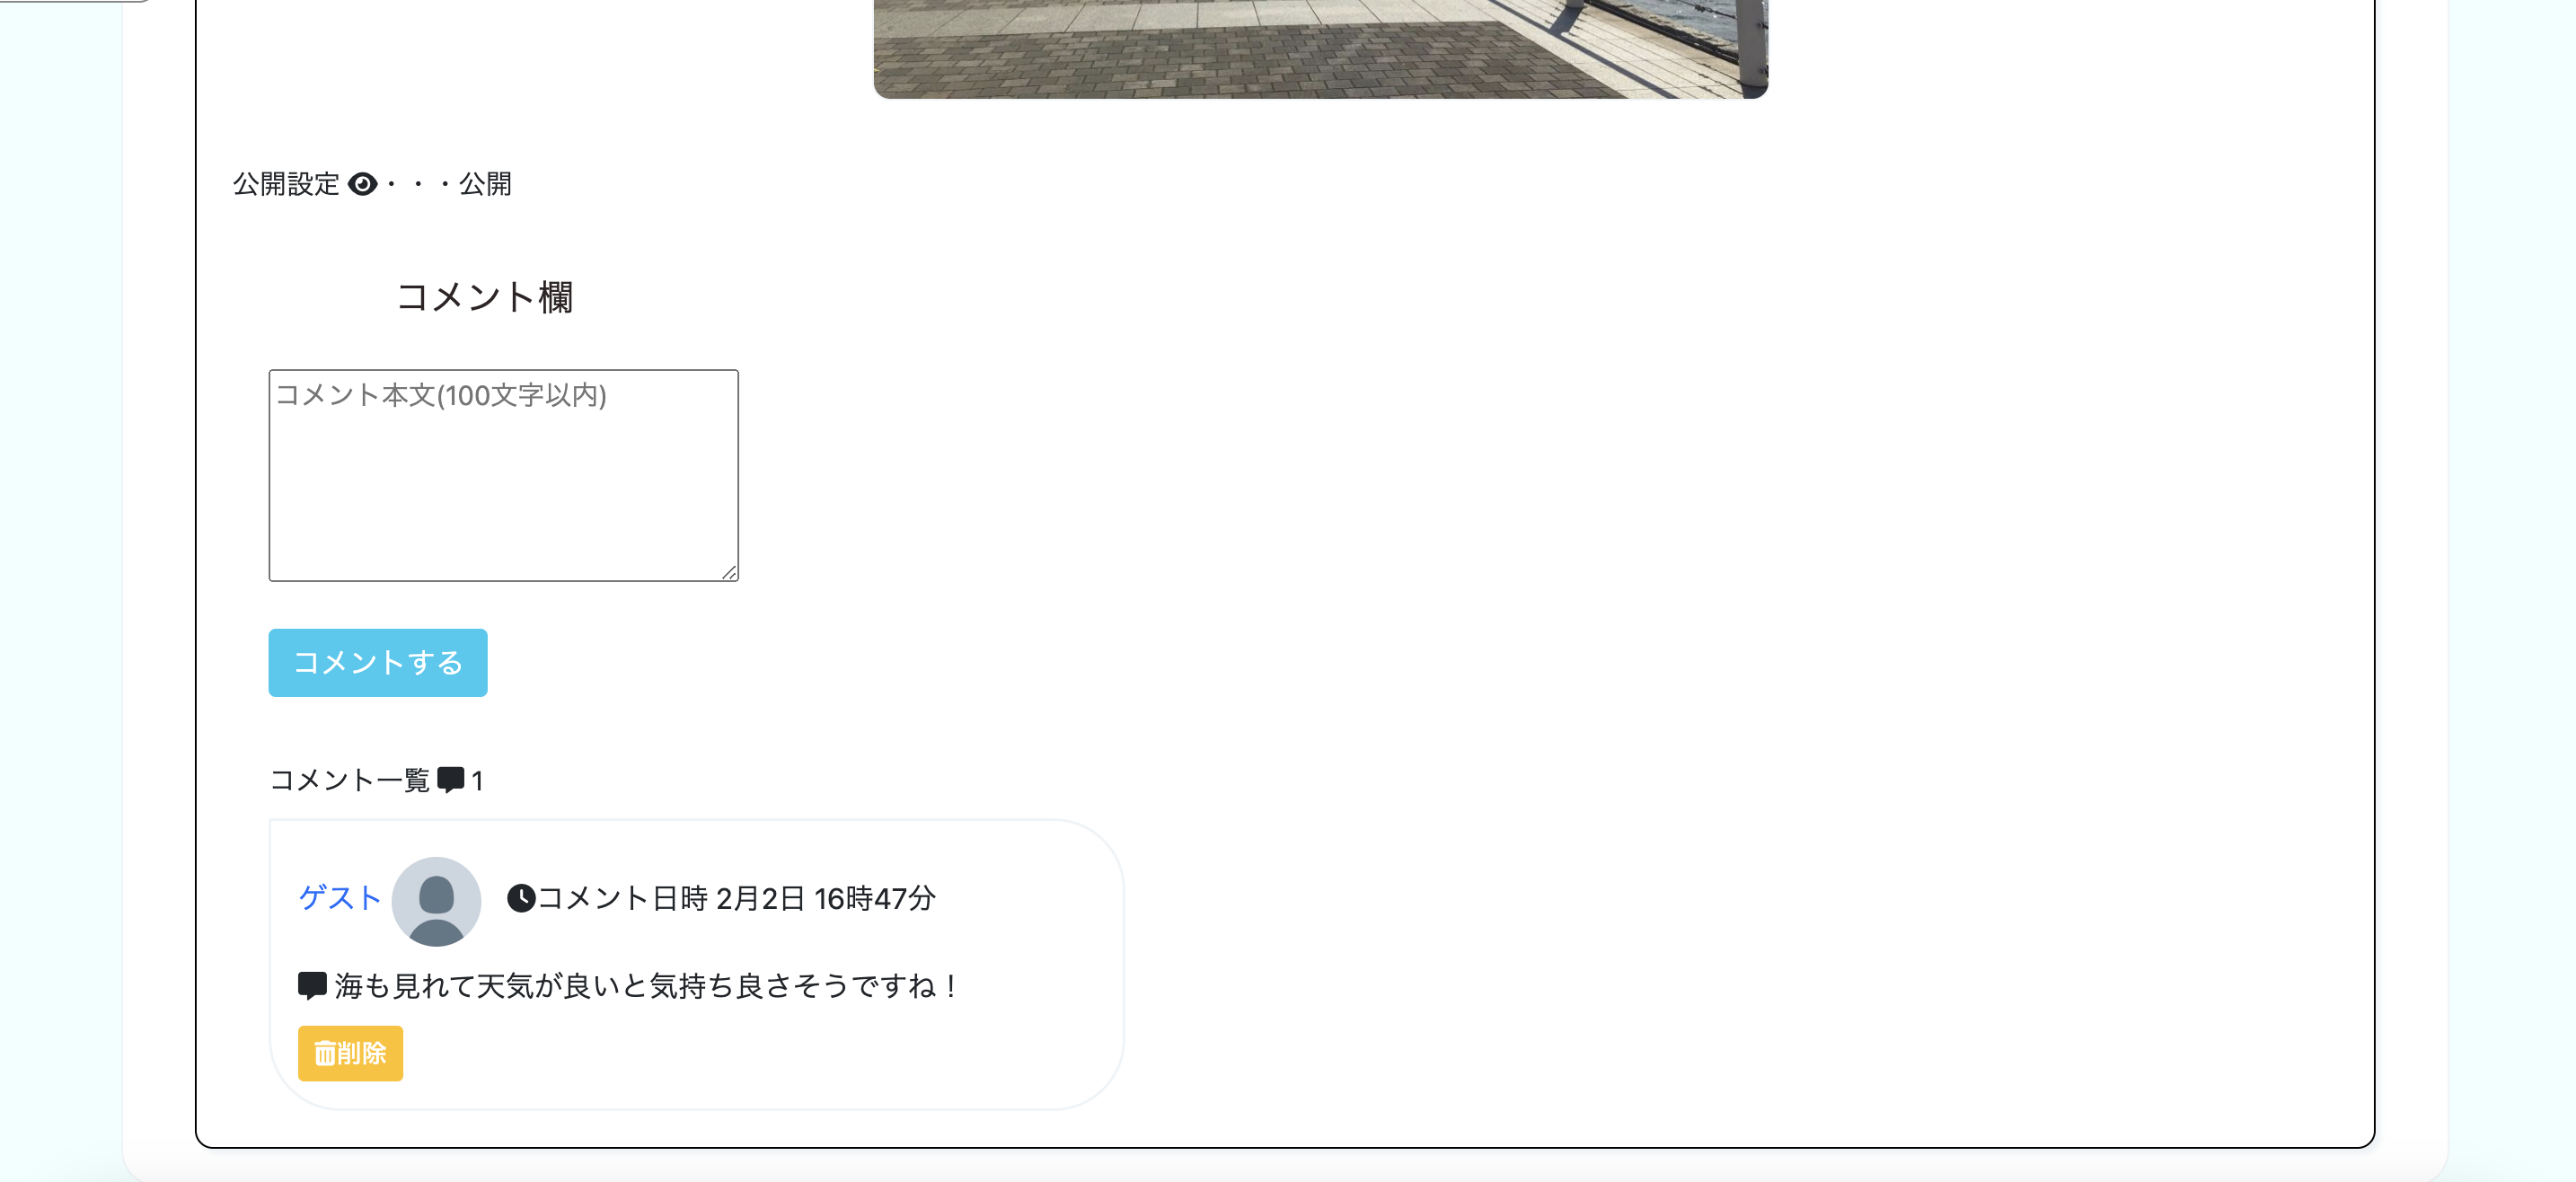 公開設定 ・・・公開
コメント欄
コメント本文(100文字以内)
コメントする
コメント一覧 1
ゲスト コメント日時 2月2日 16時47分
海も見れて天気が良いと気持ち良さそうですね！
削除